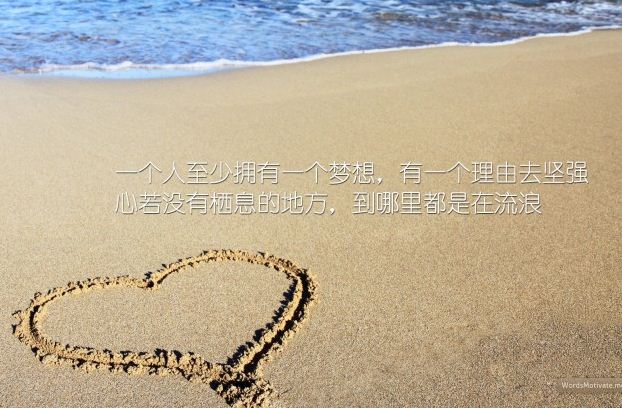 一个人至少拥有一个梦想，有一个理由去坚强
心若没有栖息的地方，到哪里都是在流浪
WordsMotivate.me